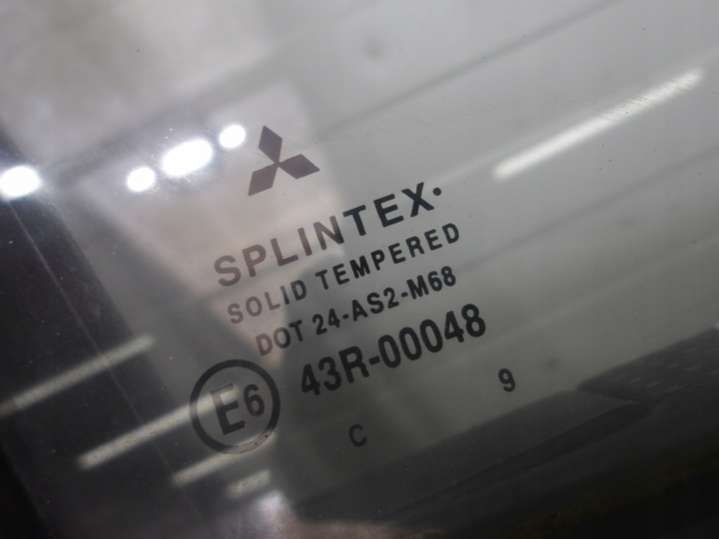 SPLINTEX.
SOLID TEMPERED
DOT 24-AS2-M68
E6 43R-00048
C 9